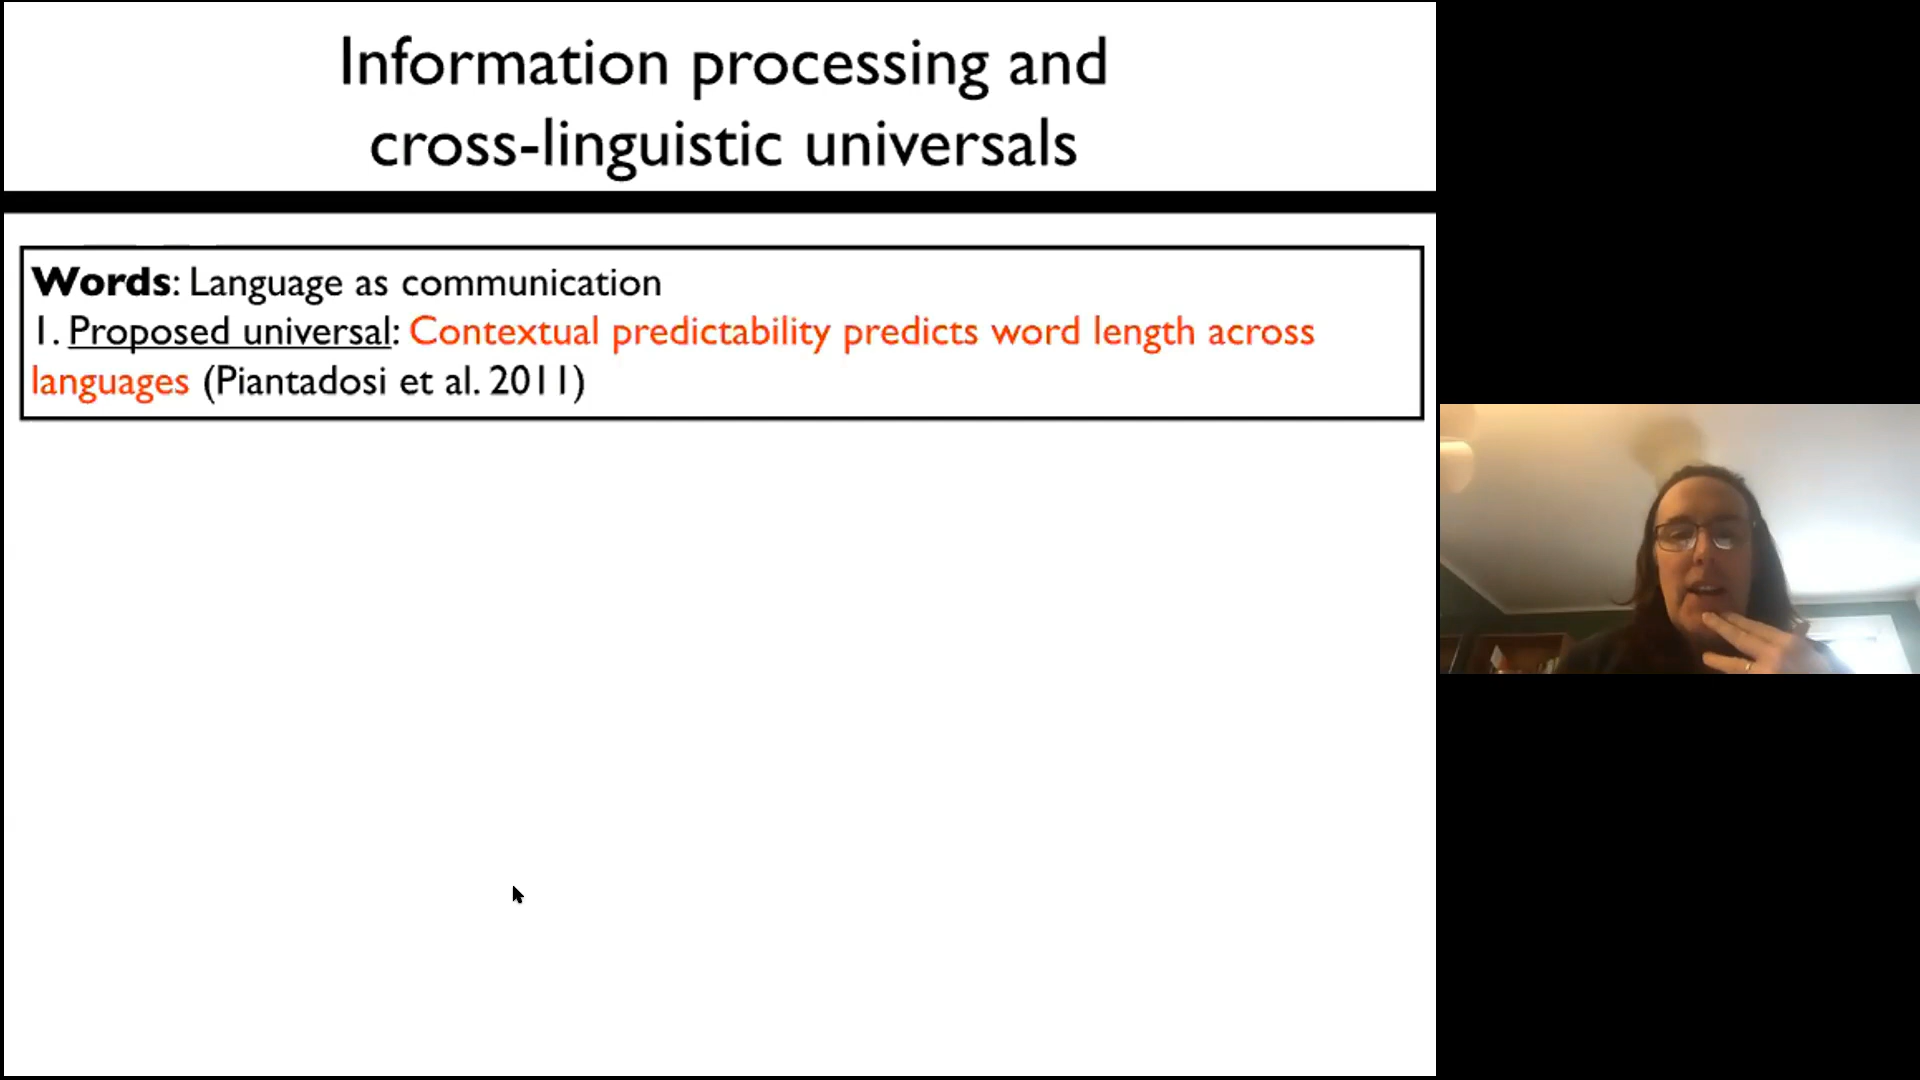 Information processing and
cross-linguistic universals
Words: Language as communication
1. Proposed universal: Contextual predictability predicts word length across
languages (Piantadosi et al. 2011)